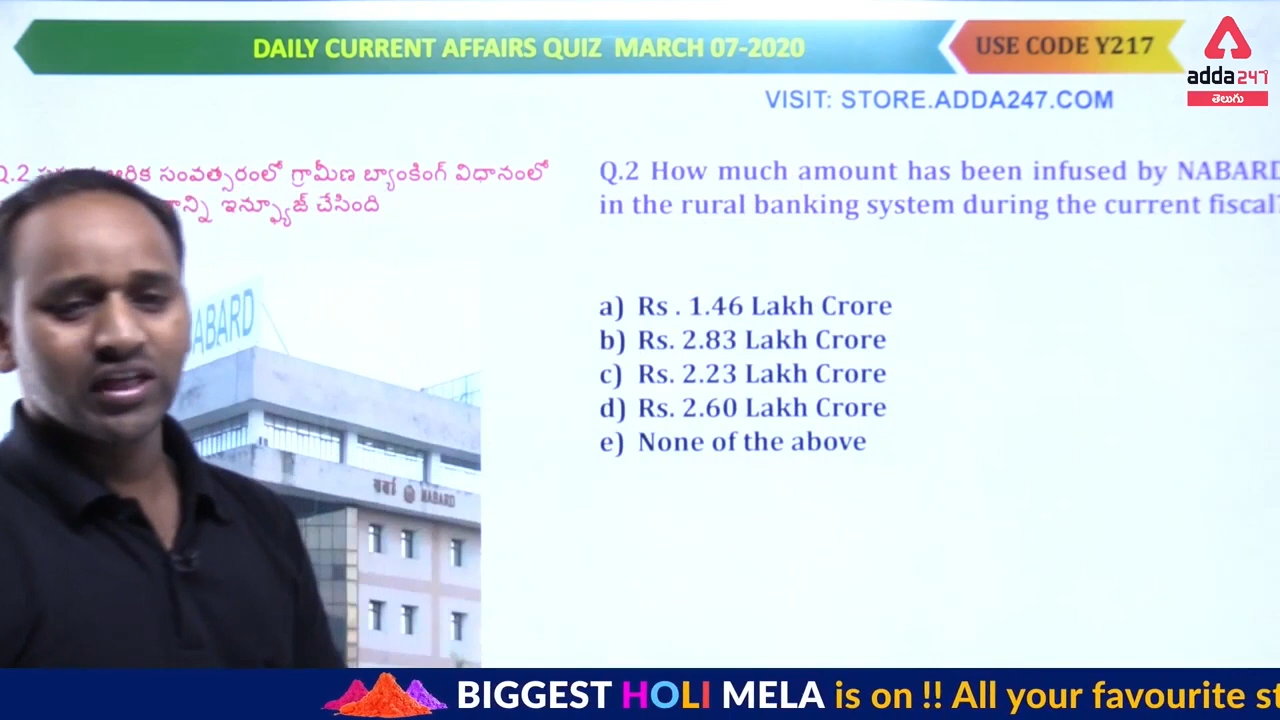 DAILY CURRENT AFFAIRS QUIZ MARCH 07-2020
USE CODE Y217
adda247
తెలుగు
VISIT: STORE.ADDA247.COM
Q.2 సంవత్సరంలో గ్రామీణ బ్యాంకింగ్ విధానంలో
ఇన్ఫ్యూజ్ చేసింది
Q.2 How much amount has been infused by NABARD
in the rural banking system during the current fiscal?
a) Rs . 1.46 Lakh Crore
b) Rs. 2.83 Lakh Crore
c) Rs. 2.23 Lakh Crore
d) Rs. 2.60 Lakh Crore
e) None of the above
NABARD
नाबार्ड NABARD
BIGGEST HOLI MELA is on !! All your favourite st